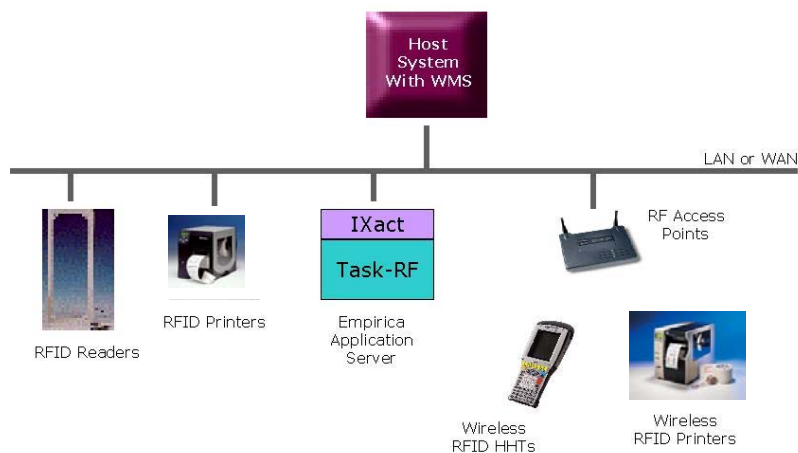 Host
System
With WMS
LAN or WAN
IXact
Task-RF
RF Access
Points
RFID Printers
RFID Readers
Empirica
Application
Server
Wireless
RFID HHTs
Wireless
RFID Printers